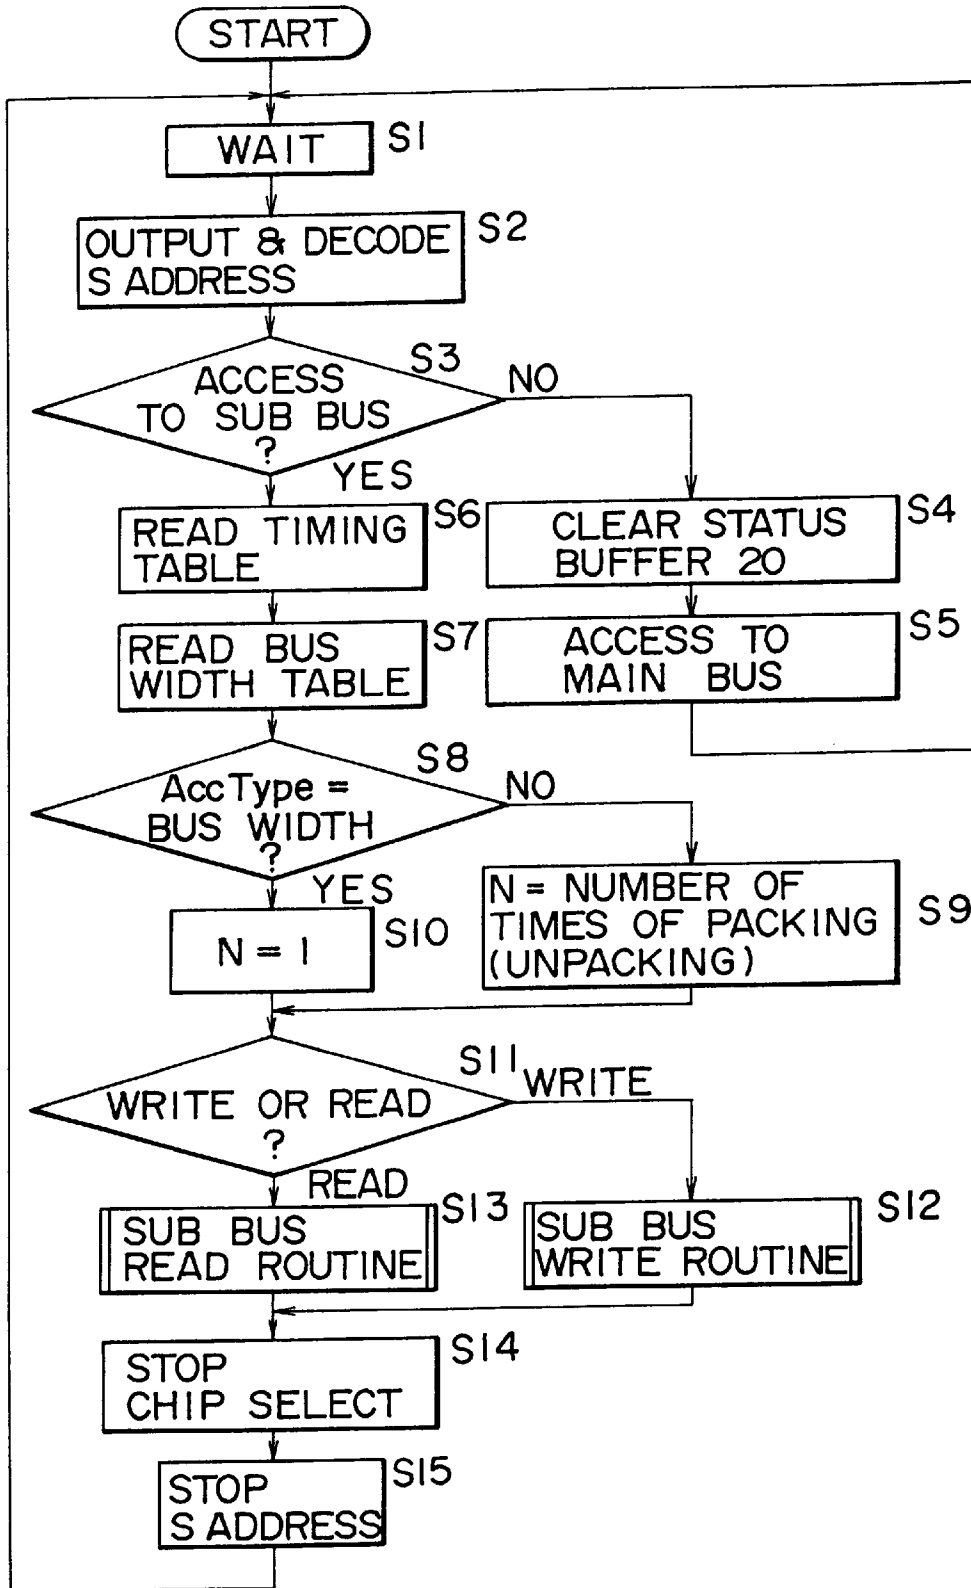 START
WAIT
S1
OUTPUT & DECODE
S ADDRESS
S2
ACCESS
TO SUB BUS
?
S3
NO
YES
READ TIMING
TABLE
S6
CLEAR STATUS
BUFFER 20
S4
READ BUS
WIDTH TABLE
S7
ACCESS TO
MAIN BUS
S5
AccType =
BUS WIDTH
?
S8
NO
YES
N = 1
S10
N = NUMBER OF
TIMES OF PACKING
(UNPACKING)
S9
WRITE OR READ
?
S11
WRITE
READ
SUB BUS
READ ROUTINE
S13
SUB BUS
WRITE ROUTINE
S12
STOP
CHIP SELECT
S14
STOP
S ADDRESS
S15